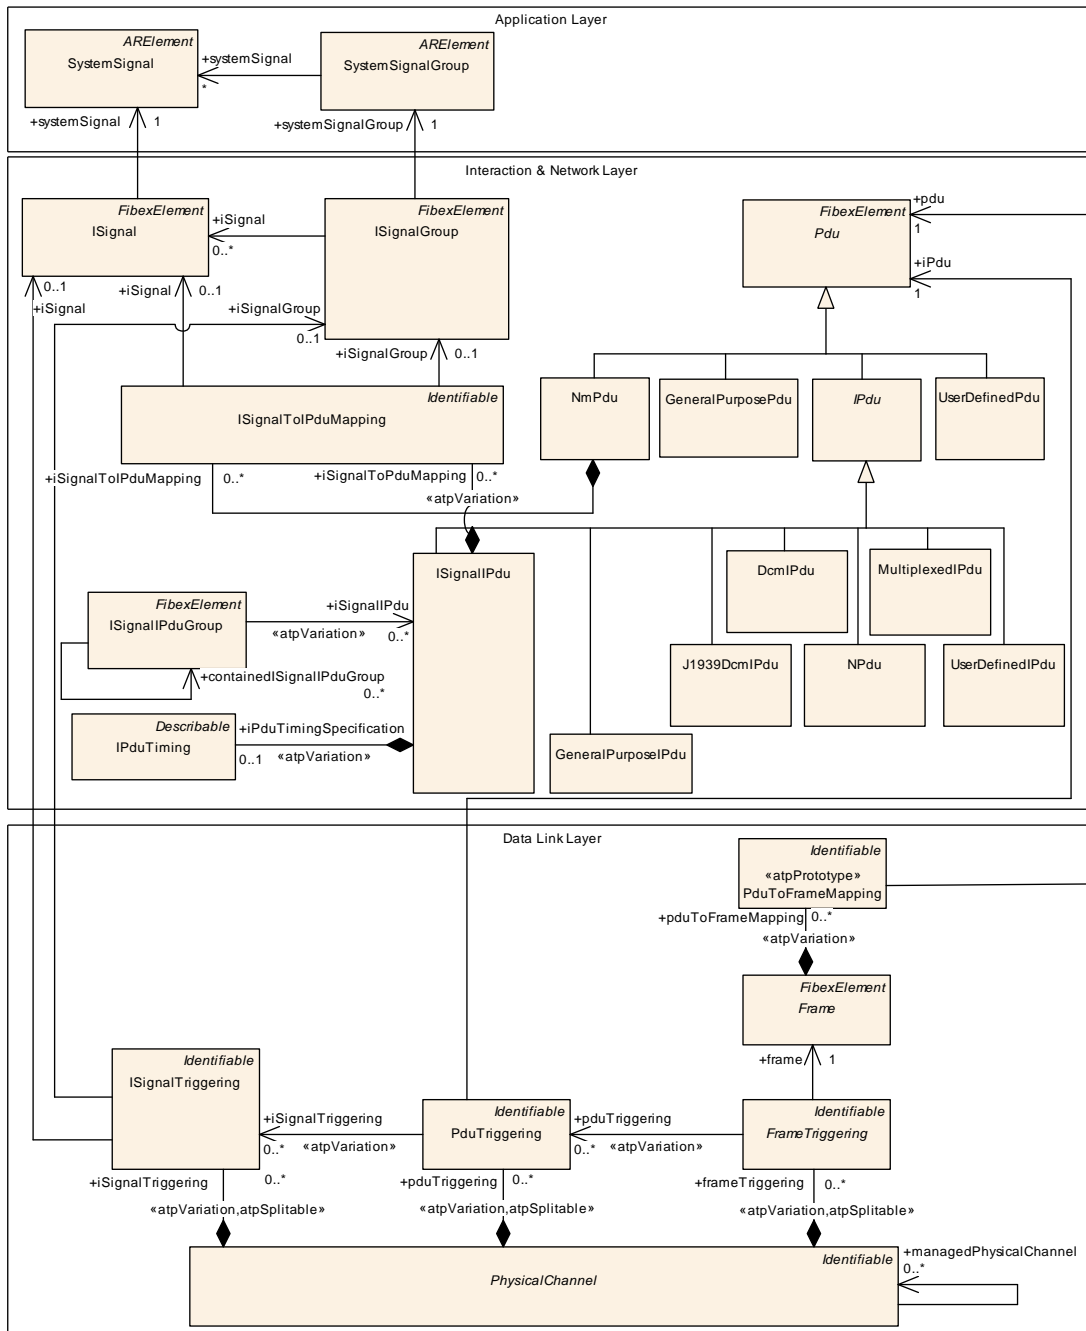 Application Layer
ARElement
SystemSignal
+systemSignal
*
ARElement
SystemSignalGroup
+systemSignal
1
+systemSignalGroup
1
Interaction & Network Layer
FibexElement
ISignal
+iSignal
0..*
FibexElement
ISignalGroup
FibexElement
Pdu
+pdu
1
+iPdu
1
0..1
+iSignal
+iSignal
0..1
+iSignalGroup
0..1
+iSignalGroup
0..1
Identifiable
ISignalToIPduMapping
NmPdu
GeneralPurposePdu
IPdu
UserDefinedPdu
+iSignalToIPduMapping
0..*
+iSignalToPduMapping
0..*
«atpVariation»
ISignalIPdu
DcmIPdu
MultiplexedIPdu
FibexElement
ISignalIPduGroup
+iSignalIPdu
«atpVariation»
0..*
+containedISignalIPduGroup
0..*
J1939DcmIPdu
NPdu
UserDefinedIPdu
Describable
IPduTiming
+iPduTimingSpecification
0..1
«atpVariation»
GeneralPurposeIPdu
Data Link Layer
Identifiable
«atpPrototype»
PduToFrameMapping
+pduToFrameMapping
0..*
«atpVariation»
FibexElement
Frame
+frame
1
Identifiable
ISignalTriggering
+iSignalTriggering
«atpVariation»
0..*
Identifiable
PduTriggering
+pduTriggering
«atpVariation»
0..*
Identifiable
FrameTriggering
+iSignalTriggering
0..*
«atpVariation,atpSplitable»
+pduTriggering
0..*
«atpVariation,atpSplitable»
+frameTriggering
0..*
«atpVariation,atpSplitable»
Identifiable
PhysicalChannel
+managedPhysicalChannel
0..*